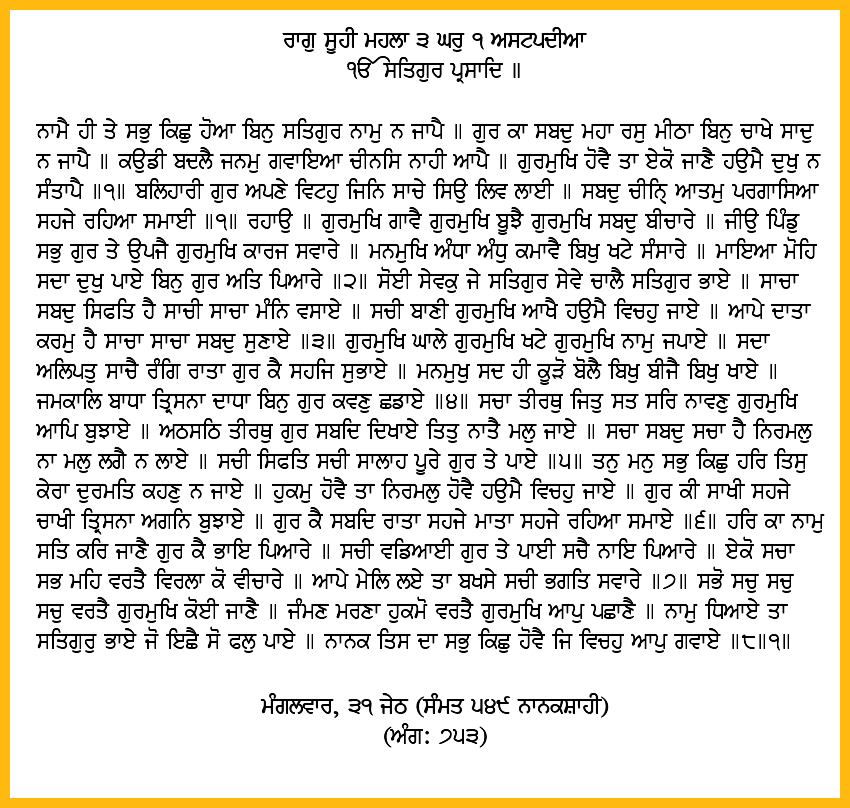 ਰਾਗੁ ਸੂਹੀ ਮਹਲਾ ੩ ਘਰੁ ੧ ਅਸਟਪਦੀਆ
ੴ ਸਤਿਗੁਰ ਪ੍ਰਸਾਦਿ ॥
ਨਾਮੈ ਹੀ ਤੇ ਸਭੁ ਕਿਛੁ ਹੋਆ ਬਿਨੁ ਸਤਿਗੁਰ ਨਾਮੁ ਨ ਜਾਪੈ ॥ ਗੁਰ ਕਾ ਸਬਦੁ ਮਹਾ ਰਸੁ ਮੀਠਾ ਬਿਨੁ ਚਾਖੇ ਸਾਦੁ
ਨ ਜਾਪੈ ॥ ਕਉਡੀ ਬਦਲੈ ਜਨਮੁ ਗਵਾਇਆ ਚੀਨਸਿ ਨਾਹੀ ਆਪੈ ॥ ਗੁਰਮੁਖਿ ਹੋਵੈ ਤਾ ਏਕੋ ਜਾਣੈ ਹਉਮੈ ਦੁਖੁ ਨ
ਸੰਤਾਪੈ ॥੧॥ ਬਲਿਹਾਰੀ ਗੁਰ ਅਪਣੇ ਵਿਟਹੁ ਜਿਨਿ ਸਾਚੇ ਸਿਉ ਲਿਵ ਲਾਈ ॥ ਸਬਦੁ ਚੀਨੑਿ ਆਤਮੁ ਪਰਗਾਸਿਆ
ਸਹਜੇ ਰਹਿਆ ਸਮਾਈ ॥੧॥ ਰਹਾਉ ॥ ਗੁਰਮੁਖਿ ਗਾਵੈ ਗੁਰਮੁਖਿ ਬੂਝੈ ਗੁਰਮੁਖਿ ਸਬਦੁ ਬੀਚਾਰੇ ॥ ਜੀਉ ਪਿੰਡੁ
ਸਭੁ ਗੁਰ ਤੇ ਉਪਜੈ ਗੁਰਮੁਖਿ ਕਾਰਜ ਸਵਾਰੇ ॥ ਮਨਮੁਖਿ ਅੰਧਾ ਅੰਧੁ ਕਮਾਵੈ ਬਿਖੁ ਖਟੇ ਸੰਸਾਰੇ ॥ ਮਾਇਆ ਮੋਹਿ
ਸਦਾ ਦੁਖੁ ਪਾਏ ਬਿਨੁ ਗੁਰ ਅਤਿ ਪਿਆਰੇ ॥੨॥ ਸੋਈ ਸੇਵਕੁ ਜੇ ਸਤਿਗੁਰ ਸੇਵੇ ਚਾਲੈ ਸਤਿਗੁਰ ਭਾਏ ॥ ਸਾਚਾ
ਸਬਦੁ ਸਿਫਤਿ ਹੈ ਸਾਚੀ ਸਾਚਾ ਮੰਨਿ ਵਸਾਏ ॥ ਸਚੀ ਬਾਣੀ ਗੁਰਮੁਖਿ ਆਖੈ ਹਉਮੈ ਵਿਚਹੁ ਜਾਏ ॥ ਆਪੇ ਦਾਤਾ
ਕਰਮੁ ਹੈ ਸਾਚਾ ਸਾਚਾ ਸਬਦੁ ਸੁਣਾਏ ॥੩॥ ਗੁਰਮੁਖਿ ਘਾਲੇ ਗੁਰਮੁਖਿ ਖਟੇ ਗੁਰਮੁਖਿ ਨਾਮੁ ਜਪਾਏ ॥ ਸਦਾ
ਅਲਿਪਤੁ ਸਾਚੈ ਰੰਗਿ ਰਾਤਾ ਗੁਰ ਕੈ ਸਹਜਿ ਸੁਭਾਏ ॥ ਮਨਮੁਖੁ ਸਦ ਹੀ ਕੂੜੋ ਬੋਲੈ ਬਿਖੁ ਬੀਜੈ ਬਿਖੁ ਖਾਏ ॥
ਜਮਕਾਲਿ ਬਾਧਾ ਤ੍ਰਿਸਨਾ ਦਾਧਾ ਬਿਨੁ ਗੁਰ ਕਵਣੁ ਛਡਾਏ ॥੪॥ ਸਚਾ ਤੀਰਥੁ ਜਿਤੁ ਸਤ ਸਰਿ ਨਾਵਣੁ ਗੁਰਮੁਖਿ
ਆਪਿ ਬੁਝਾਏ ॥ ਅਠਸਠਿ ਤੀਰਥੁ ਗੁਰ ਸਬਦਿ ਦਿਖਾਏ ਤਿਤੁ ਨਾਤੈ ਮਲੁ ਜਾਏ ॥ ਸਚਾ ਸਬਦੁ ਸਚਾ ਹੈ ਨਿਰਮਲੁ
ਨਾ ਮਲੁ ਲਗੈ ਨ ਲਾਏ ॥ ਸਚੀ ਸਿਫਤਿ ਸਚੀ ਸਾਲਾਹ ਪੂਰੇ ਗੁਰ ਤੇ ਪਾਏ ॥੫॥ ਤਨੁ ਮਨੁ ਸਭੁ ਕਿਛੁ ਹਰਿ ਤਿਸੁ
ਕੇਰਾ ਦੁਰਮਤਿ ਕਹਣੁ ਨ ਜਾਏ ॥ ਹੁਕਮੁ ਹੋਵੈ ਤਾ ਨਿਰਮਲੁ ਹੋਵੈ ਹਉਮੈ ਵਿਚਹੁ ਜਾਏ ॥ ਗੁਰ ਕੀ ਸਾਖੀ ਸਹਜੇ
ਚਾਖੀ ਤ੍ਰਿਸਨਾ ਅਗਨਿ ਬੁਝਾਏ ॥ ਗੁਰ ਕੈ ਸਬਦਿ ਰਾਤਾ ਸਹਜੇ ਮਾਤਾ ਸਹਜੇ ਰਹਿਆ ਸਮਾਏ ॥੬॥ ਹਰਿ ਕਾ ਨਾਮੁ
ਸਤਿ ਕਰਿ ਜਾਣੈ ਗੁਰ ਕੈ ਭਾਇ ਪਿਆਰੇ ॥ ਸਚੀ ਵਡਿਆਈ ਗੁਰ ਤੇ ਪਾਈ ਸਚੈ ਨਾਇ ਪਿਆਰੇ ॥ ਏਕੋ ਸਚਾ
ਸਭ ਮਹਿ ਵਰਤੈ ਵਿਰਲਾ ਕੋ ਵੀਚਾਰੇ ॥ ਆਪੇ ਮੇਲਿ ਲਏ ਤਾ ਬਖਸੇ ਸਚੀ ਭਗਤਿ ਸਵਾਰੇ ॥੭॥ ਸਭੋ ਸਚੁ ਸਚੁ
ਸਚੁ ਵਰਤੈ ਗੁਰਮੁਖਿ ਕੋਈ ਜਾਣੈ ॥ ਜੰਮਣ ਮਰਣਾ ਹੁਕਮੋ ਵਰਤੈ ਗੁਰਮੁਖਿ ਆਪੁ ਪਛਾਣੈ ॥ ਨਾਮੁ ਧਿਆਏ ਤਾ
ਸਤਿਗੁਰੁ ਭਾਏ ਜੋ ਇਛੈ ਸੋ ਫਲੁ ਪਾਏ ॥ ਨਾਨਕ ਤਿਸ ਦਾ ਸਭੁ ਕਿਛੁ ਹੋਵੈ ਜਿ ਵਿਚਹੁ ਆਪੁ ਗਵਾਏ ॥੮॥੧॥
ਮੰਗਲਵਾਰ, ੩੧ ਜੇਠ (ਸੰਮਤ ੫੪੯ ਨਾਨਕਸ਼ਾਹੀ)
(ਅੰਗ: ੭੫੩)